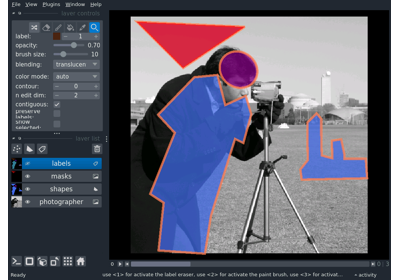 File View Plugins Window Help
layer controls
label: 1
opacity: 0.70
brush size: 10
blending: translucen
color mode: auto
contour: 0
n edit dim: 2
contiguous:
preserve
labels:
show
selected:
layer list
labels
masks
shapes
photographer
0
Ready
use <1> for activate the label eraser, use <2> for activate the paint brush, use <3> for activat...
activity